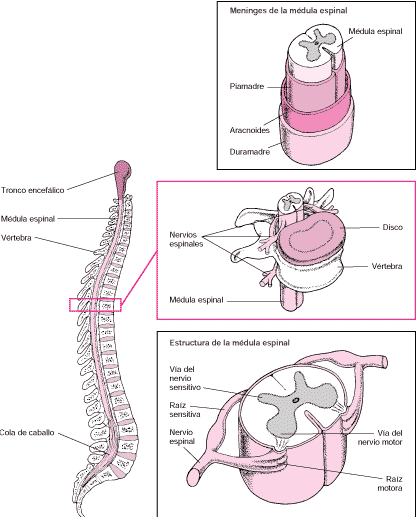 Meninges de la médula espinal
Médula espinal
Piamadre
Aracnoides
Duramadre
Tronco encefálico
Médula espinal
Vértebra
Cola de caballo
Nervios
espinales
Disco
Vértebra
Médula espinal
Estructura de la médula espinal
Vía del
nervio
sensitivo
Raíz
sensitiva
Nervio
espinal
Vía del
nervio motor
Raíz
motora